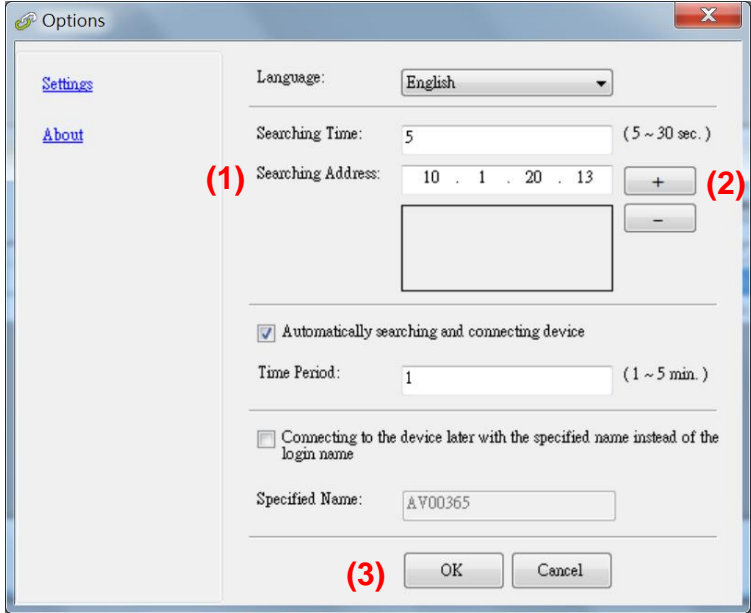 Options
X
Settings
About
Language: English
Searching Time: 5 ( 5 ~ 30 sec. )
(1) Searching Address: 10 . 1 . 20 . 13 + (2)
−
Automatically searching and connecting device
Time Period: 1 ( 1 ~ 5 min. )
Connecting to the device later with the specified name instead of the
login name
Specified Name: AV00365
(3) OK Cancel